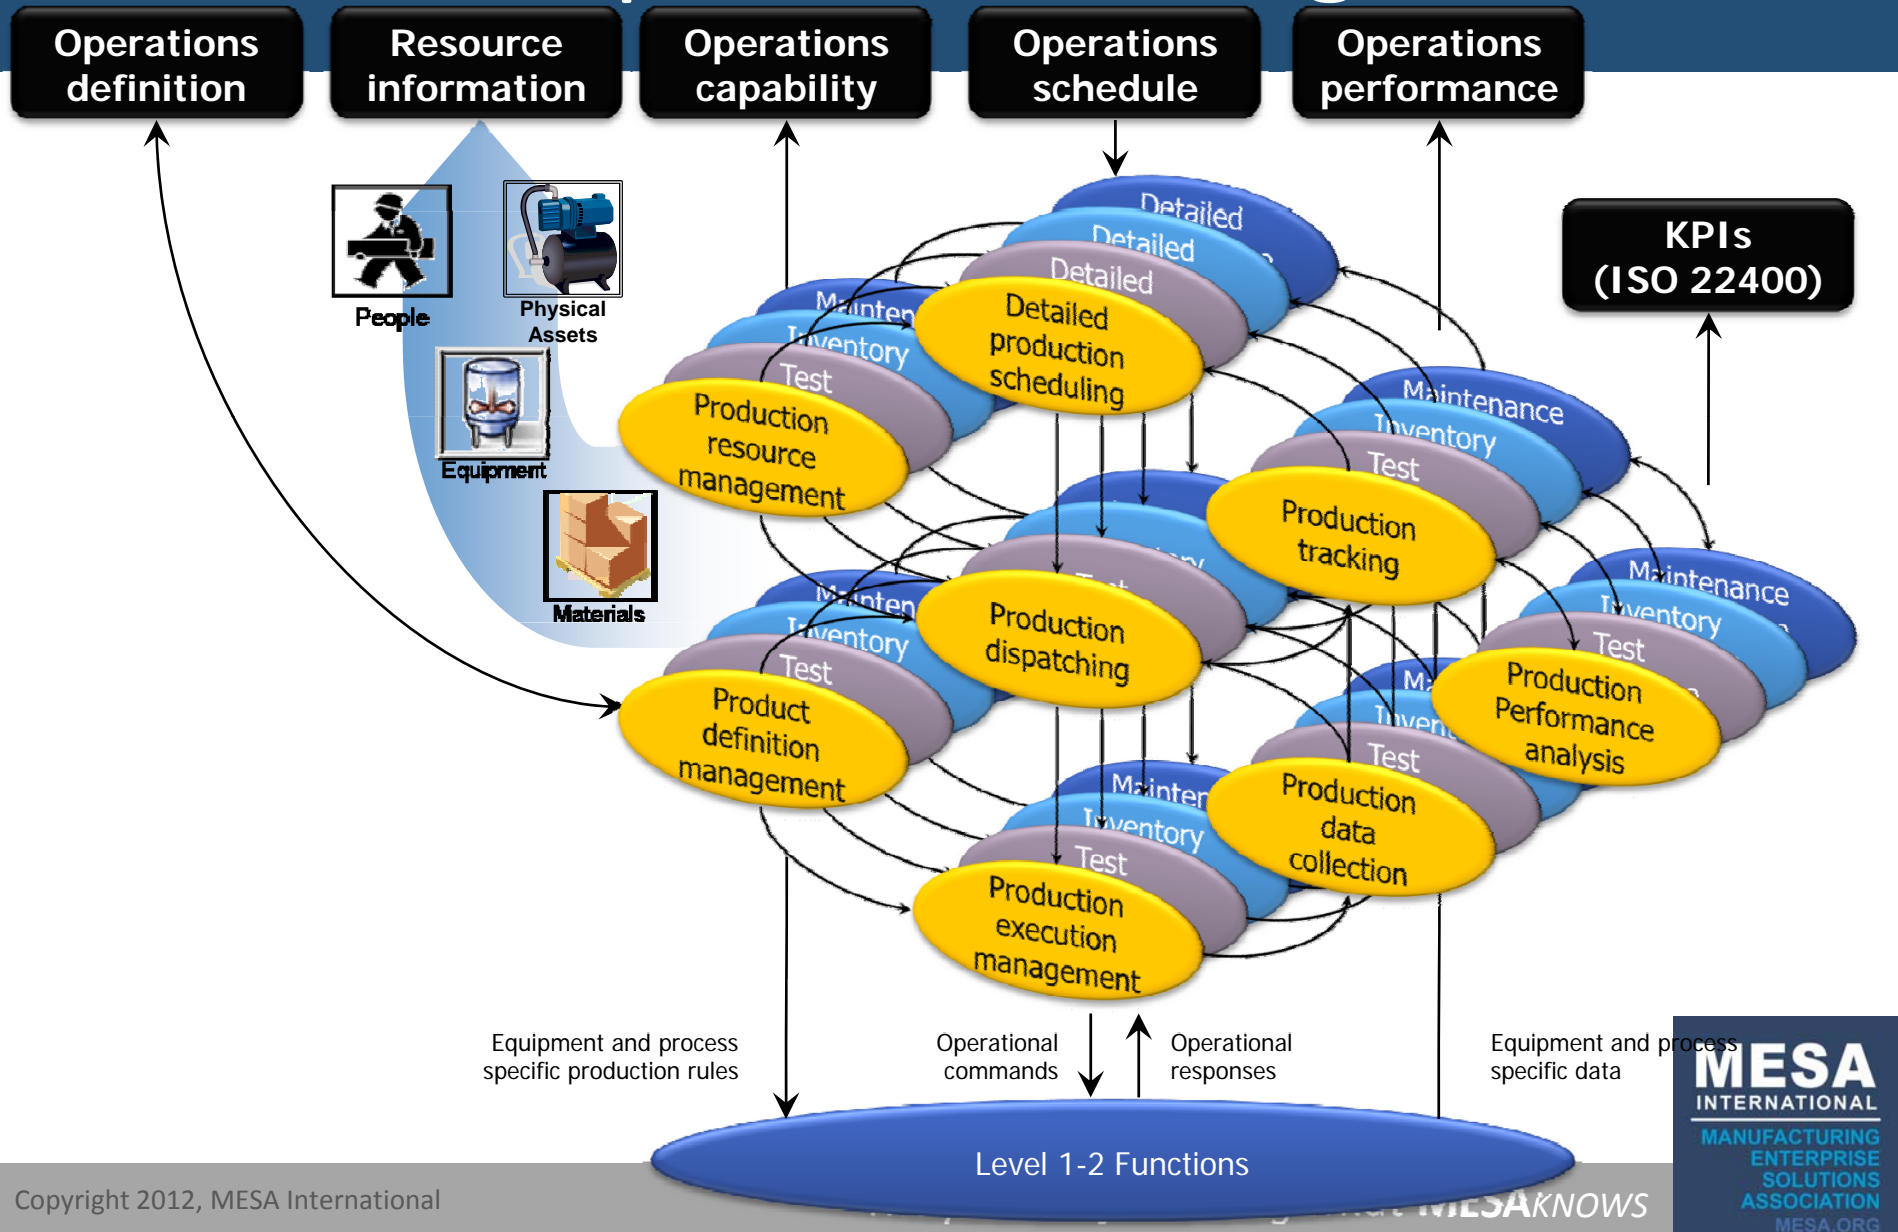 Operations
definition
Resource
information
Operations
capability
Operations
schedule
Operations
performance
KPIs
(ISO 22400)
People
Physical
Assets
Equipment
Materials
Detailed
Detailed
Detailed
Detailed
production
scheduling
Inventory
Test
Production
resource
management
Maintenance
Inventory
Test
Production
tracking
Test
Production
dispatching
Inventory
Test
Product
definition
management
Maintenance
Inventory
Test
Production
Performance
analysis
Test
Production
data
collection
Inventory
Test
Production
execution
management
Equipment and process
specific production rules
Operational
commands
Operational
responses
Equipment and process
specific data
Level 1-2 Functions
Copyright 2012, MESA International
MESAKNOWS
MESA
INTERNATIONAL
MANUFACTURING
ENTERPRISE
SOLUTIONS
ASSOCIATION
MESA.ORG